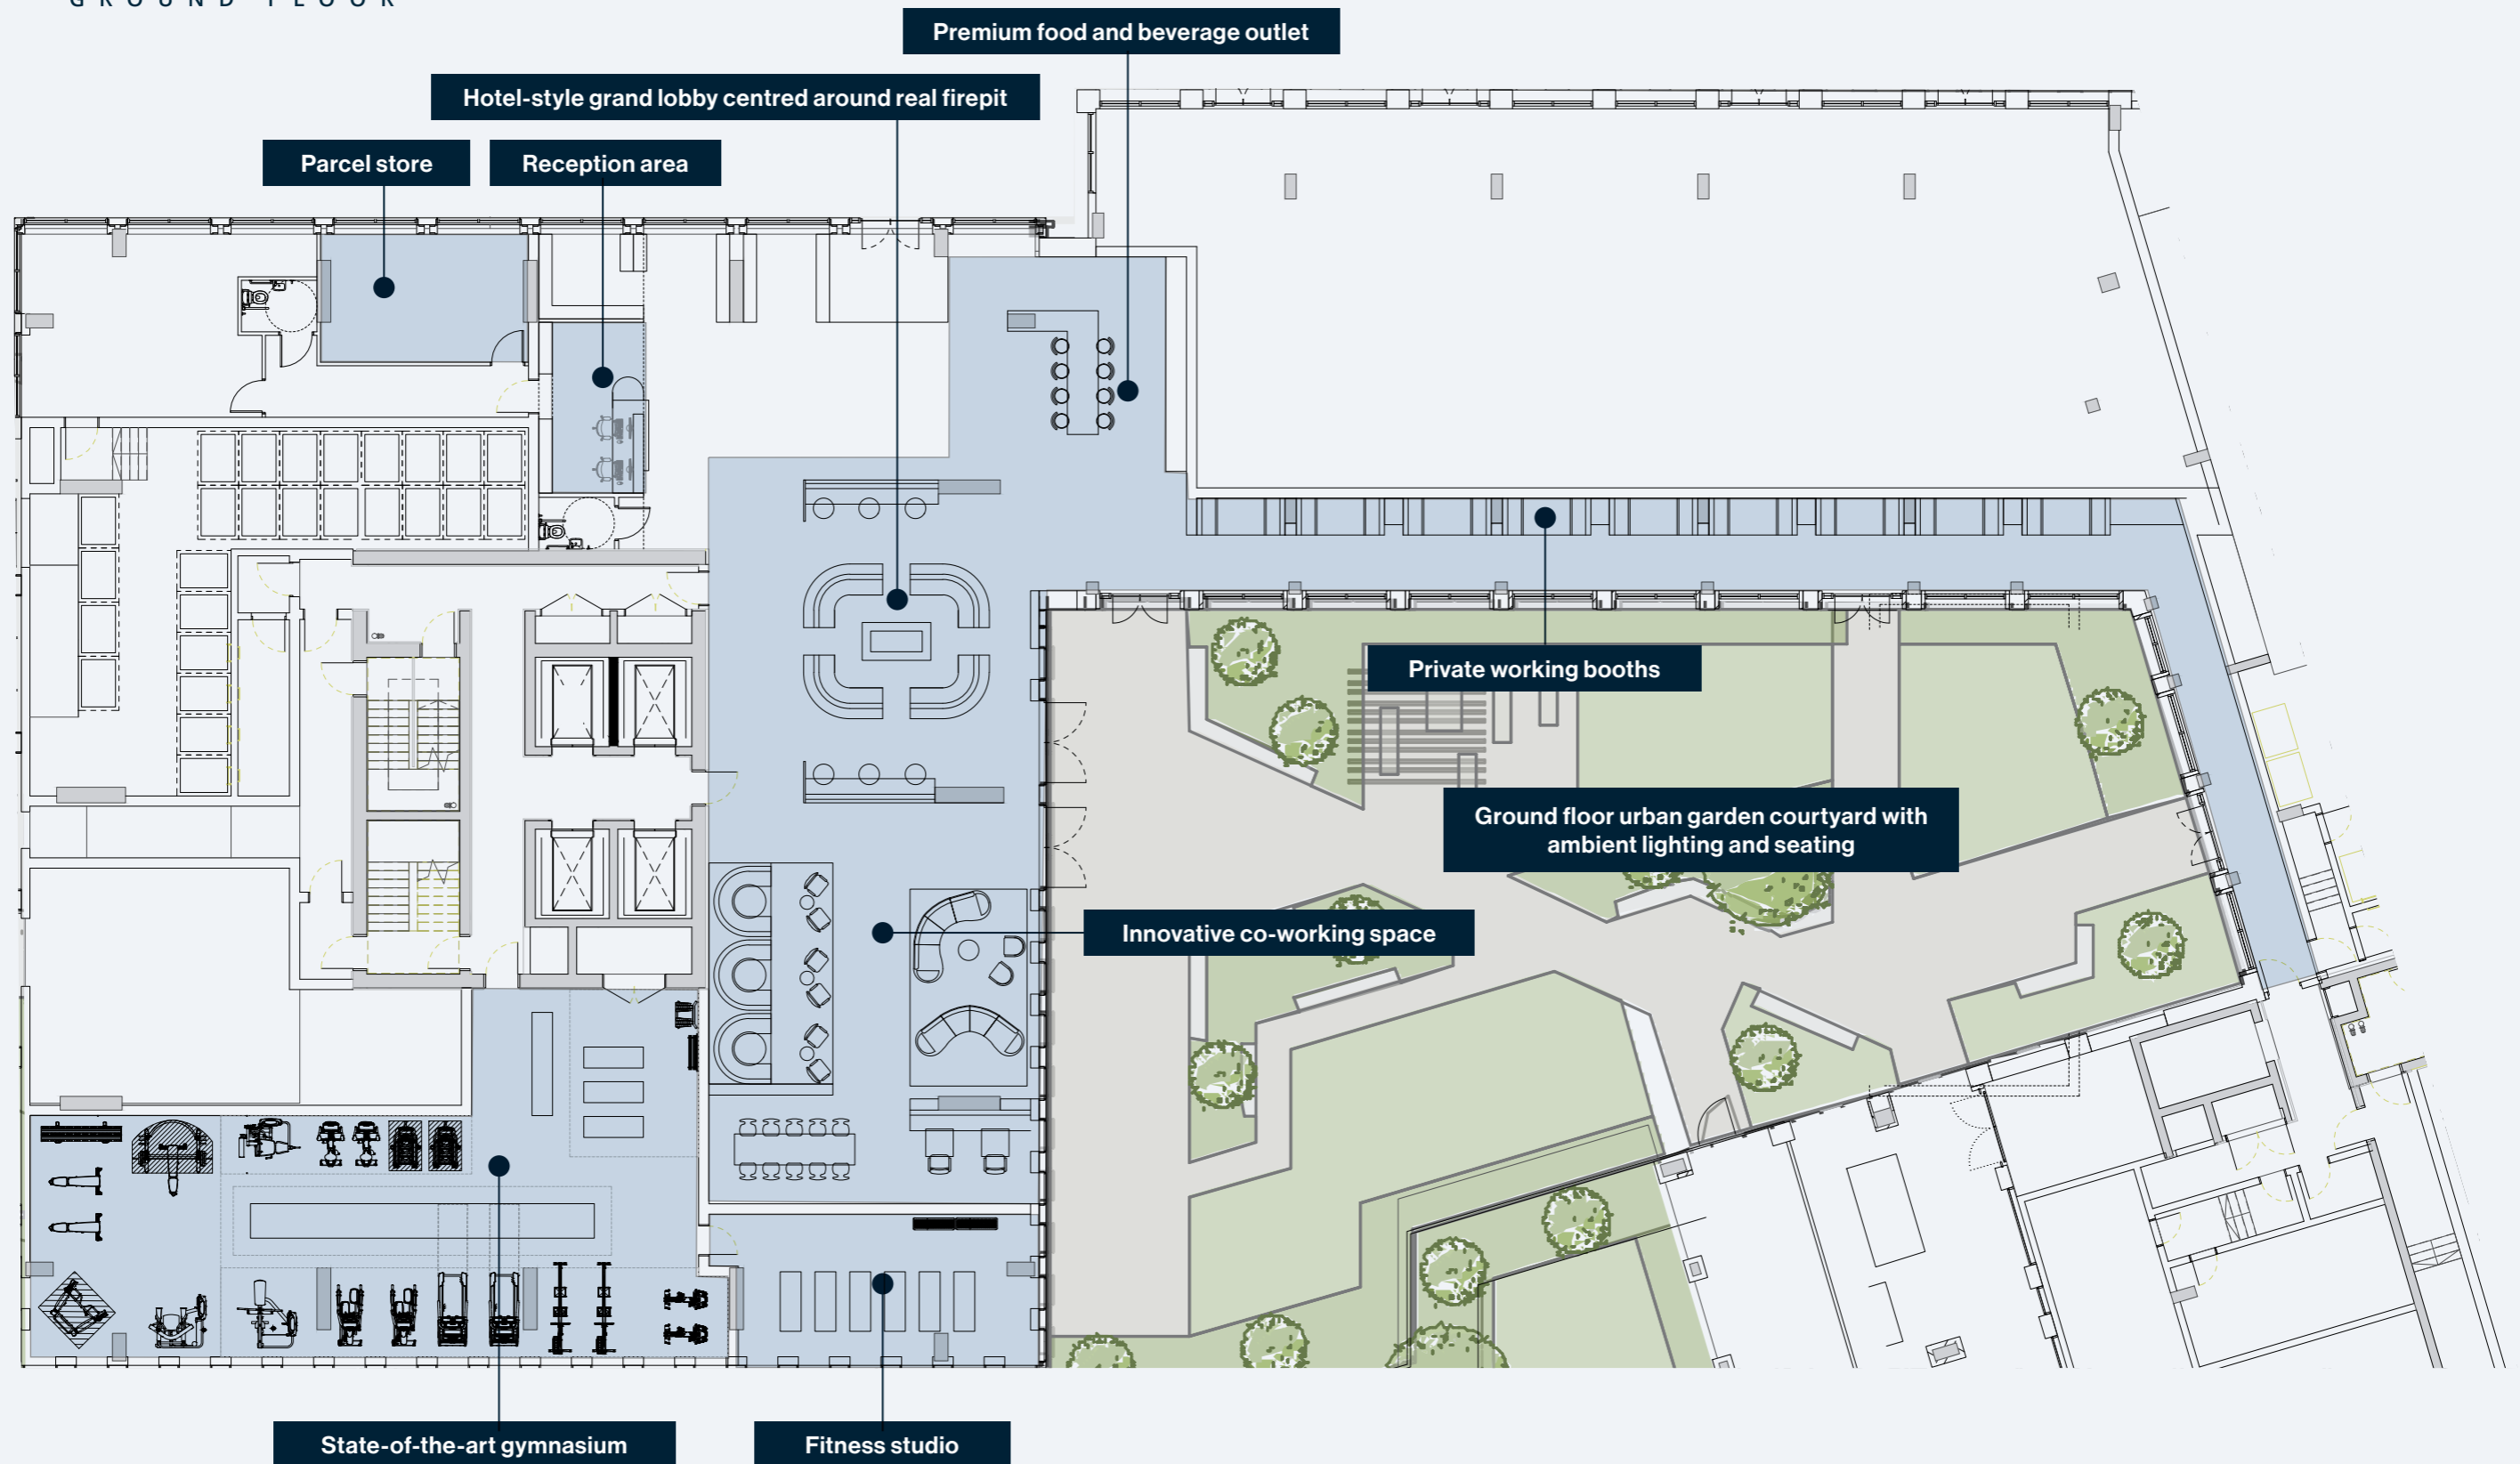 GROUND FLOOR
Premium food and beverage outlet
Hotel-style grand lobby centred around real firepit
Parcel store
Reception area
Private working booths
Ground floor urban garden courtyard with
ambient lighting and seating
Innovative co-working space
State-of-the-art gymnasium
Fitness studio